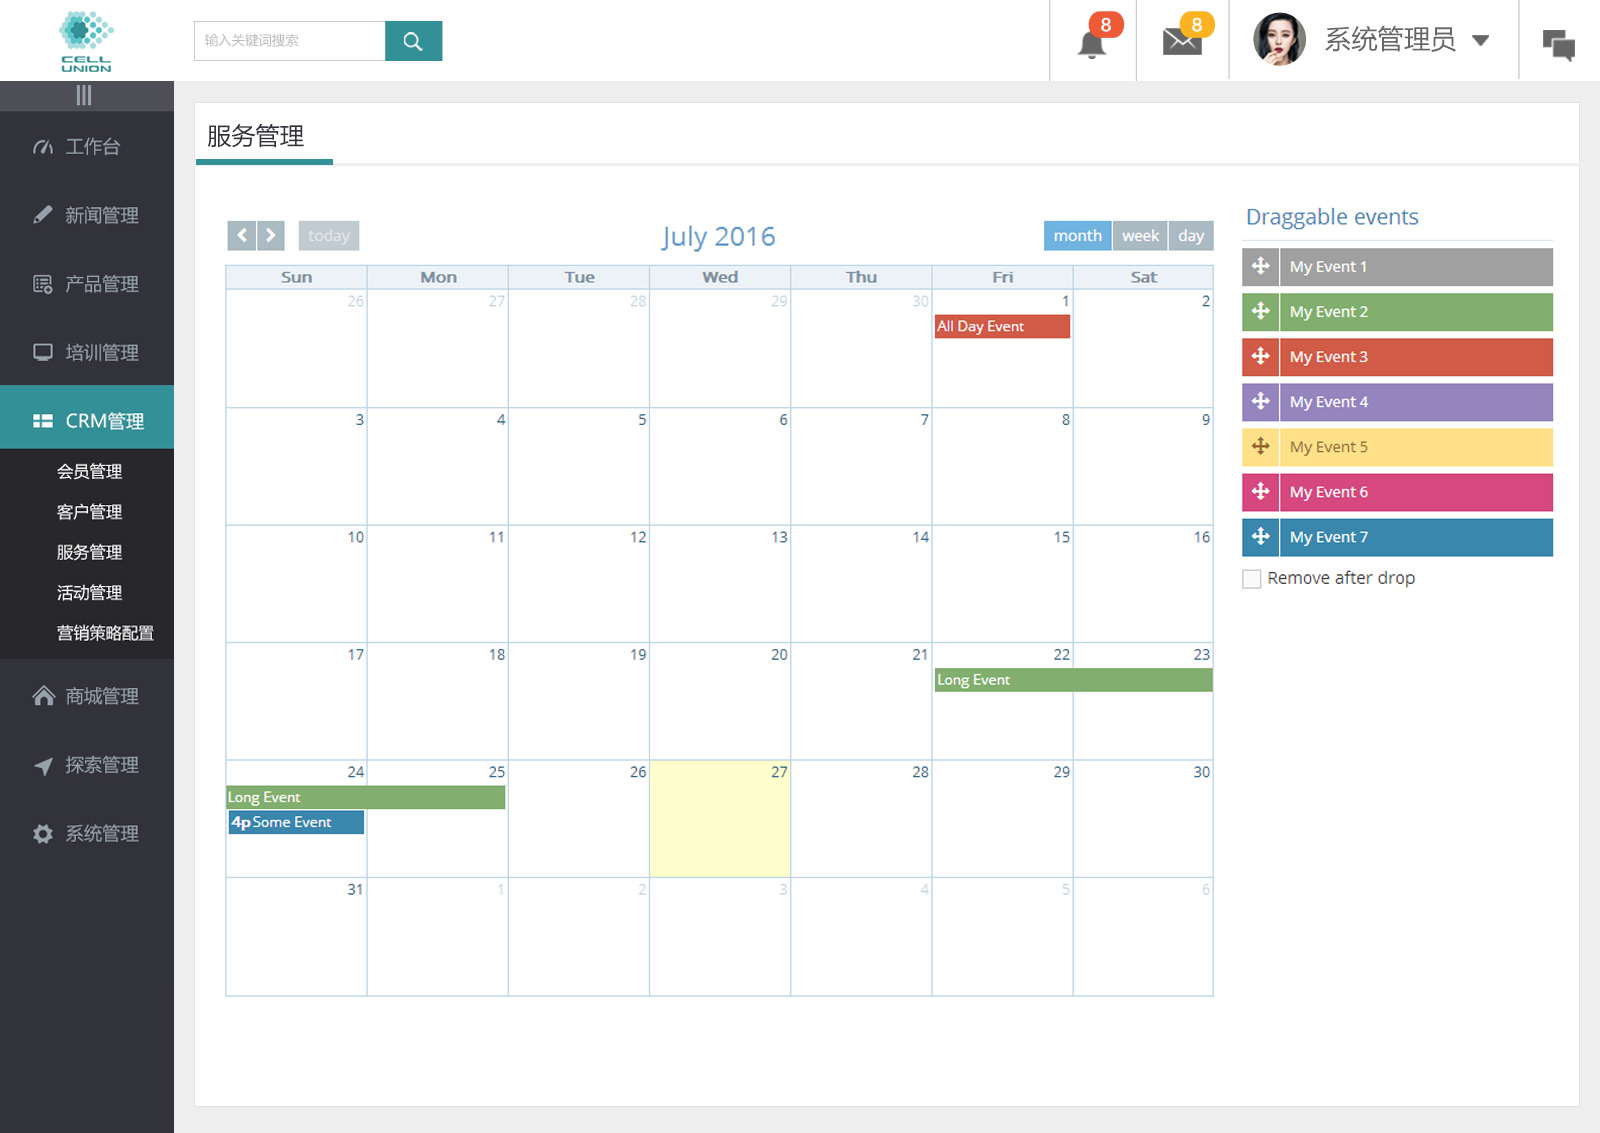 CELL
UNION
输入关键词搜索
8
8
系统管理员
工作台
新闻管理
产品管理
培训管理
CRM管理
会员管理
客户管理
服务管理
活动管理
营销策略配置
商城管理
探索管理
系统管理
服务管理
today
July 2016
month week day
Sun Mon Tue Wed Thu Fri Sat
26 27 28 29 30 1 2
All Day Event
3 4 5 6 7 8 9
10 11 12 13 14 15 16
17 18 19 20 21 22 23
Long Event
24 25 26 27 28 29 30
Long Event
4p Some Event
31 1 2 3 4 5 6
Draggable events
My Event 1
My Event 2
My Event 3
My Event 4
My Event 5
My Event 6
My Event 7
Remove after drop